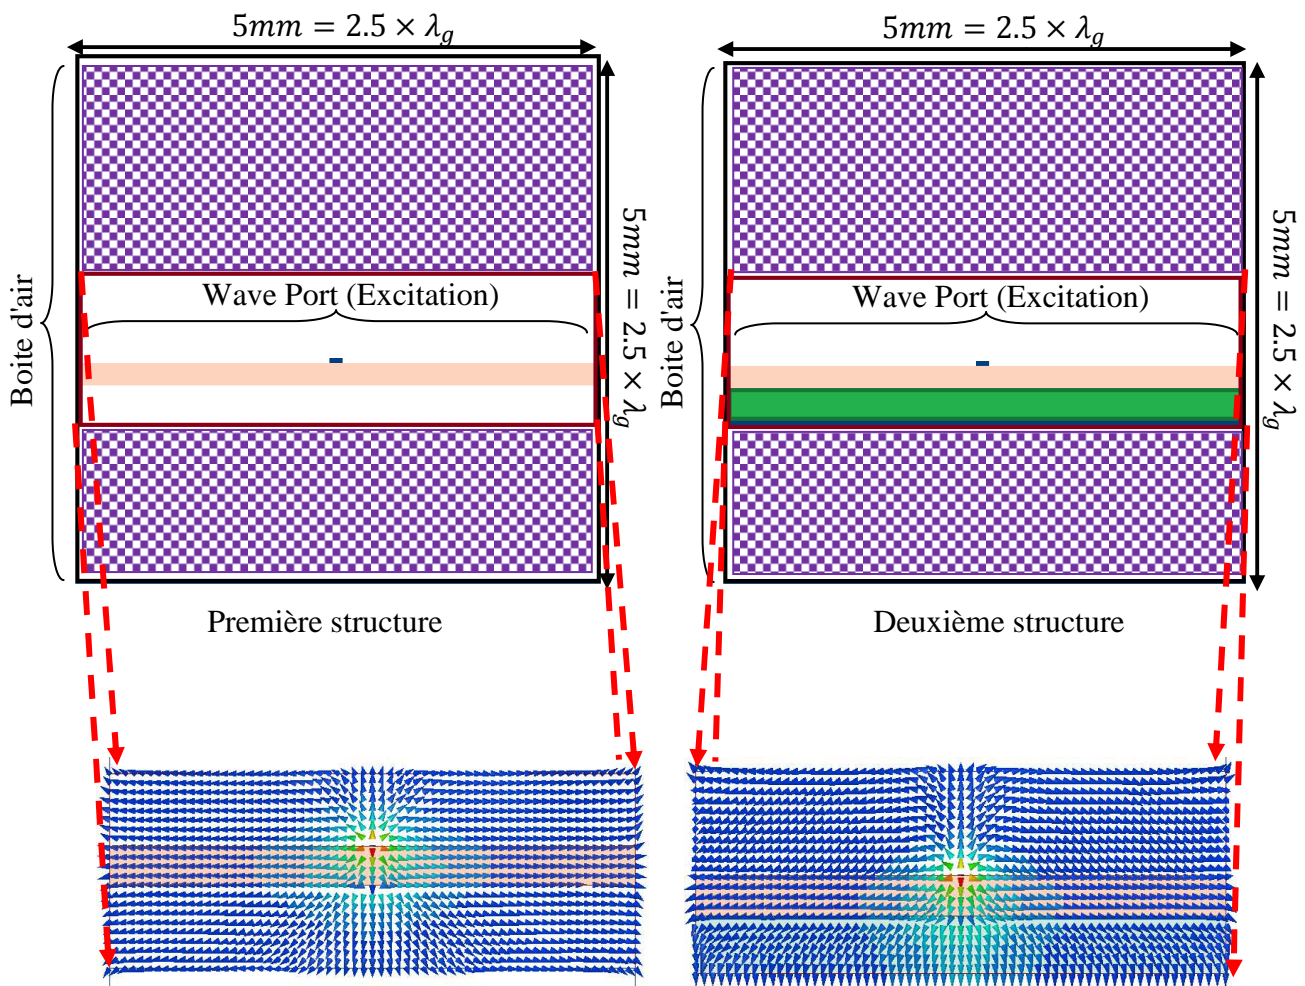 5mm = 2.5 × λg
5mm = 2.5 × λg
Boite d'air
Wave Port (Excitation)
5mm = 2.5 × λg
Boite d'air
Wave Port (Excitation)
5mm = 2.5 × λg
Première structure
Deuxième structure